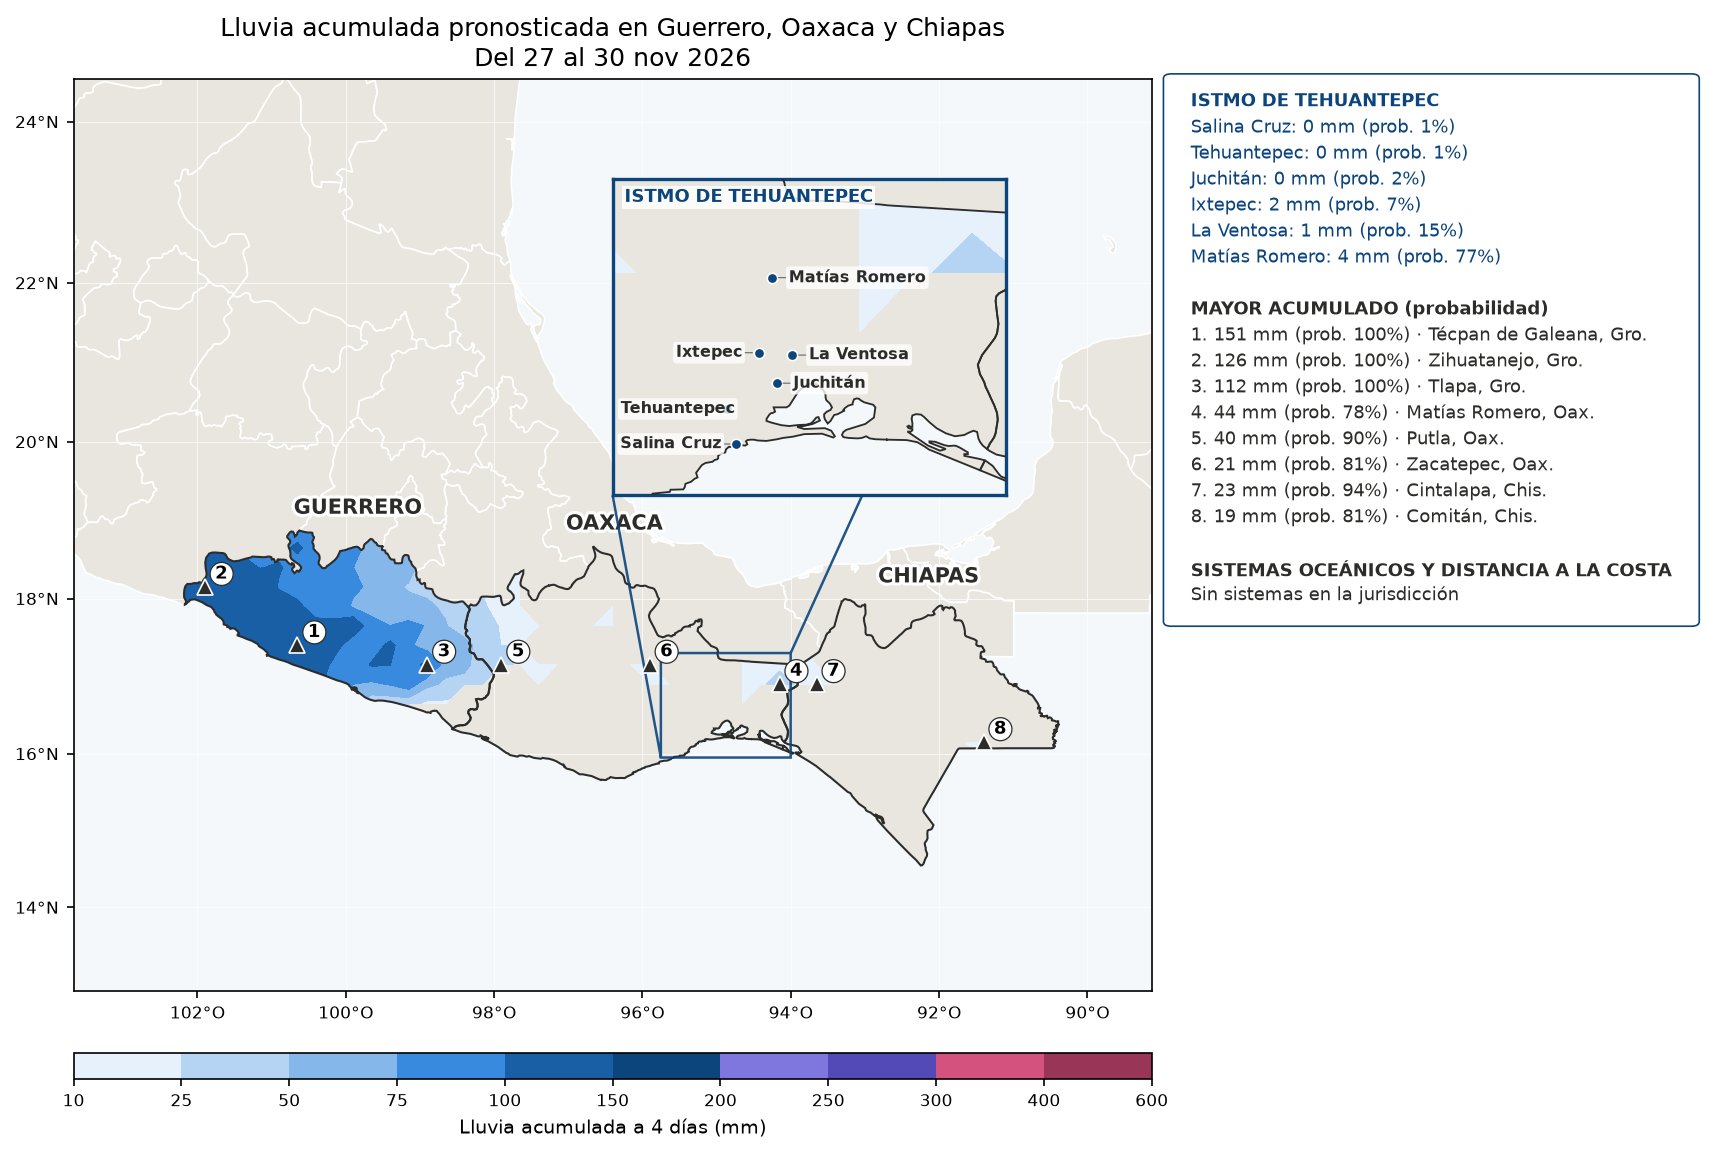 Lluvia acumulada pronosticada en Guerrero, Oaxaca y Chiapas
Del 27 al 30 nov 2026
24°N
22°N
20°N
18°N
16°N
14°N
102°O
100°O
98°O
96°O
94°O
92°O
90°O
GUERRERO
OAXACA
CHIAPAS
1
2
3
4
5
6
7
8
ISTMO DE TEHUANTEPEC
Matías Romero
Ixtepec
La Ventosa
Juchitán
Tehuantepec
Salina Cruz
ISTMO DE TEHUANTEPEC
Salina Cruz: 0 mm (prob. 1%)
Tehuantepec: 0 mm (prob. 1%)
Juchitán: 0 mm (prob. 2%)
Ixtepec: 2 mm (prob. 7%)
La Ventosa: 1 mm (prob. 15%)
Matías Romero: 4 mm (prob. 77%)
MAYOR ACUMULADO (probabilidad)
1. 151 mm (prob. 100%) · Técpan de Galeana, Gro.
2. 126 mm (prob. 100%) · Zihuatanejo, Gro.
3. 112 mm (prob. 100%) · Tlapa, Gro.
4. 44 mm (prob. 78%) · Matías Romero, Oax.
5. 40 mm (prob. 90%) · Putla, Oax.
6. 21 mm (prob. 81%) · Zacatepec, Oax.
7. 23 mm (prob. 94%) · Cintalapa, Chis.
8. 19 mm (prob. 81%) · Comitán, Chis.
SISTEMAS OCEÁNICOS Y DISTANCIA A LA COSTA
Sin sistemas en la jurisdicción
10
25
50
75
100
150
200
250
300
400
600
Lluvia acumulada a 4 días (mm)